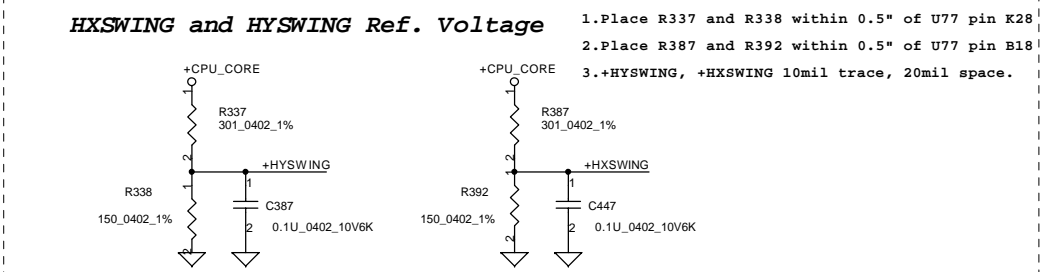 HXSWING and HYSWING Ref. Voltage
1.Place R337 and R338 within 0.5" of U77 pin K28
2.Place R387 and R392 within 0.5" of U77 pin B18
3.+HYSWING, +HXSWING 10mil trace, 20mil space.
+CPU_CORE
1
R337
301_0402_1%
2
+HYSWING
1
R338
150_0402_1%
2
1
C387
2
0.1U_0402_10V6K
+CPU_CORE
1
R387
301_0402_1%
2
+HXSWING
1
R392
150_0402_1%
2
1
C447
2
0.1U_0402_10V6K